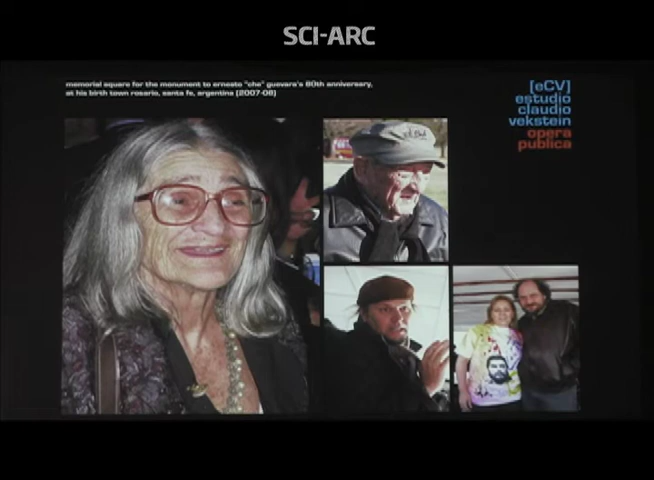 SCI-ARC
memorial square for the monument to ernesto "che" guevara's 80th anniversary,
at his birth town rosario, santa fe, argentina [2007-08]
[eCV]
estudio
claudio
vekstein
opera
publica